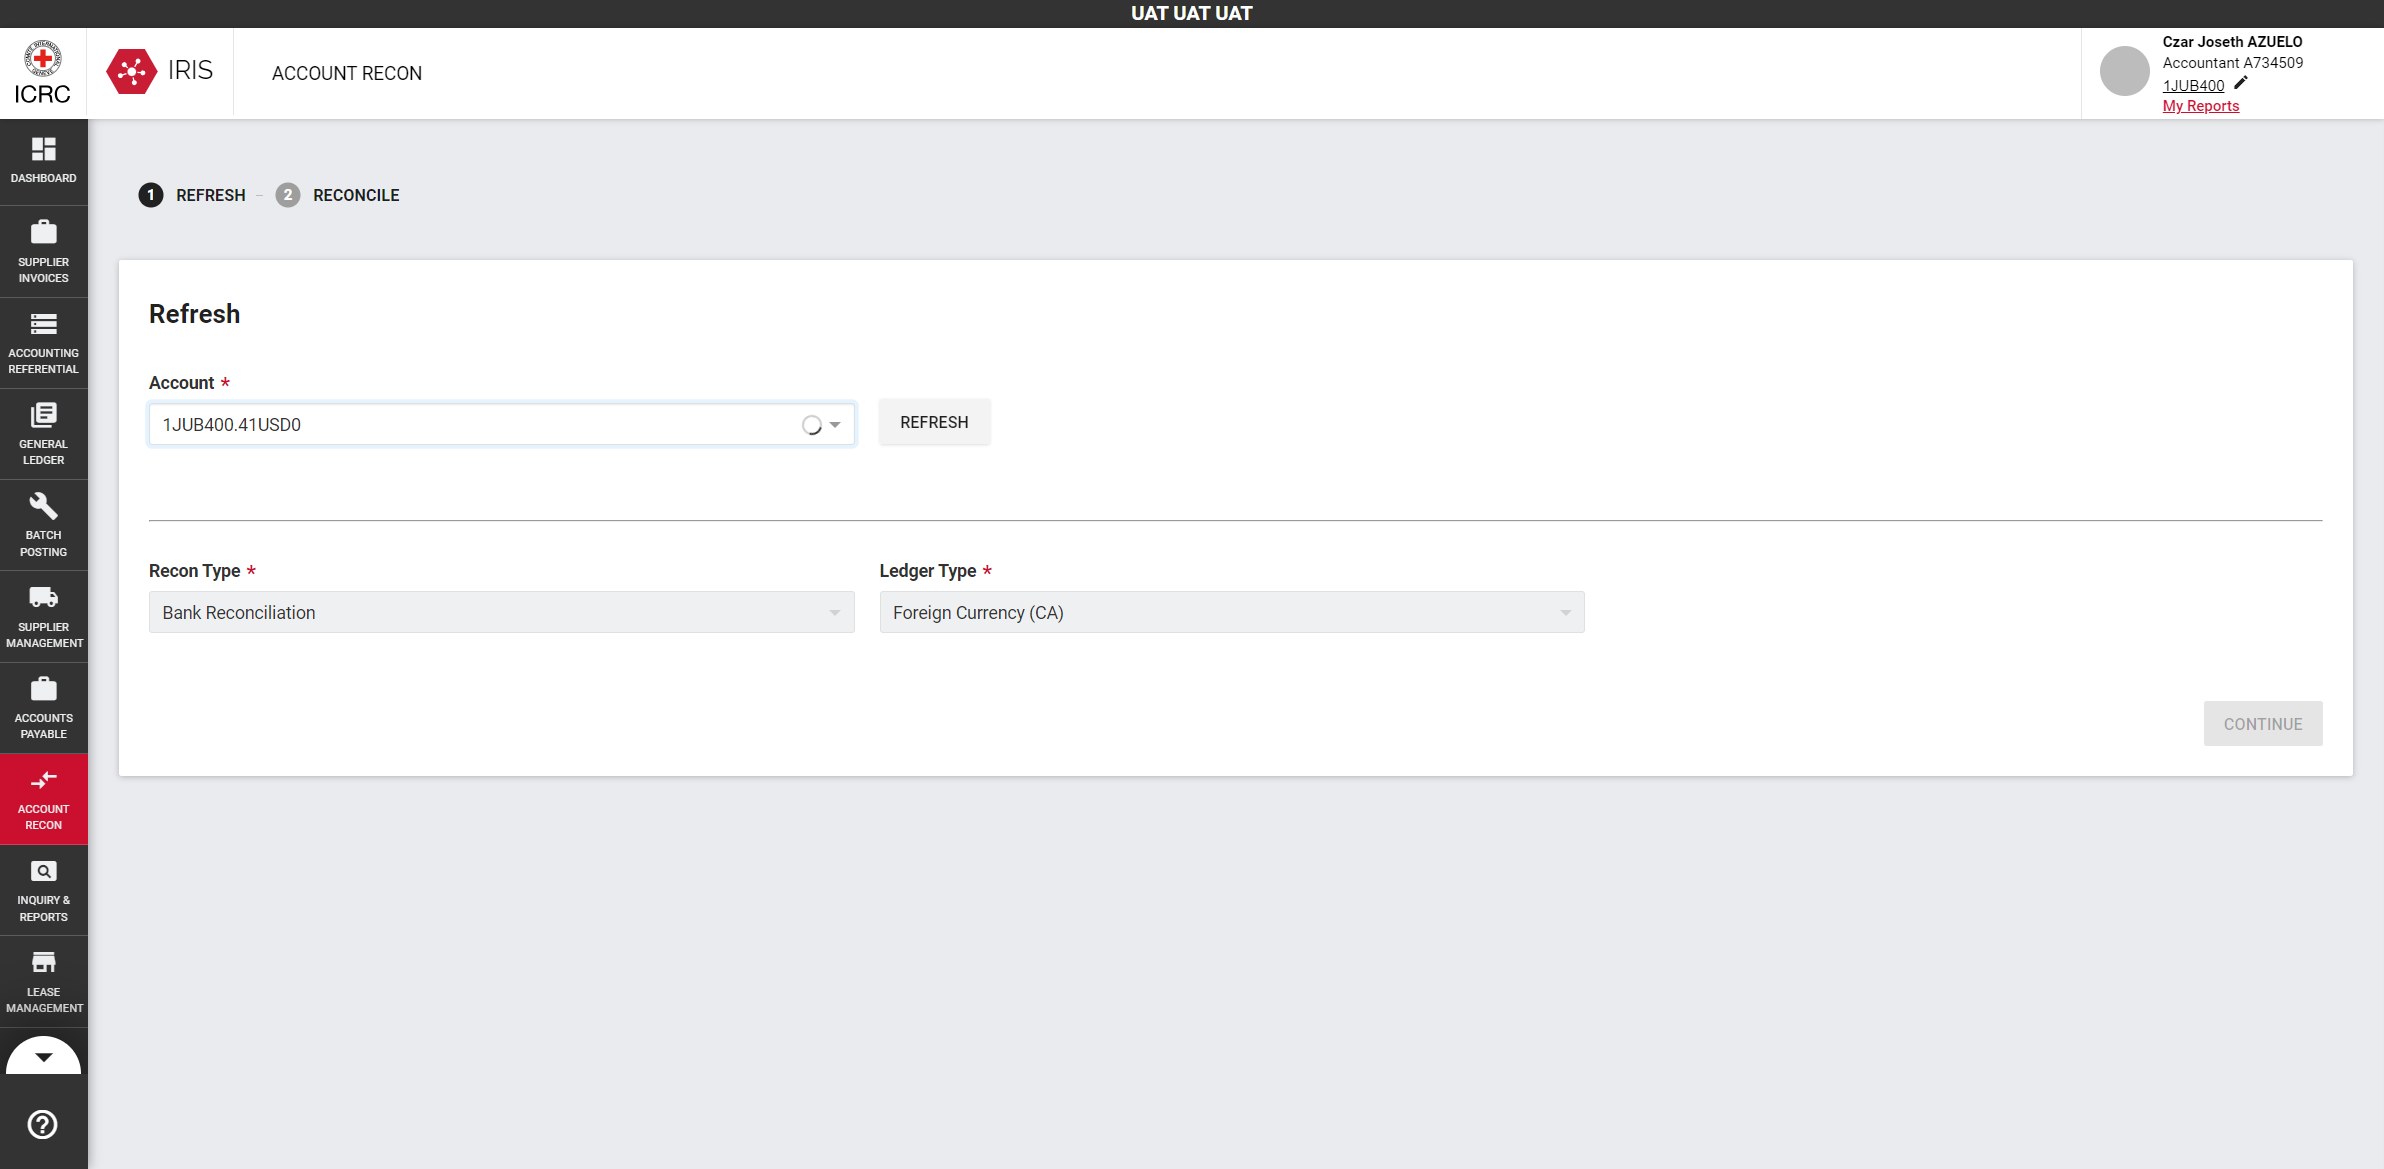 UAT UAT UAT
ICRC
IRIS
ACCOUNT RECON
Czar Joseth AZUELO
Accountant A734509
1JUB400
My Reports
DASHBOARD
SUPPLIER
INVOICES
ACCOUNTING
REFERENTIAL
GENERAL
LEDGER
BATCH
POSTING
SUPPLIER
MANAGEMENT
ACCOUNTS
PAYABLE
ACCOUNT
RECON
INQUIRY &
REPORTS
LEASE
MANAGEMENT
1 REFRESH – 2 RECONCILE
Refresh
Account *
1JUB400.41USD0
REFRESH
Recon Type * Ledger Type *
Bank Reconciliation Foreign Currency (CA)
CONTINUE